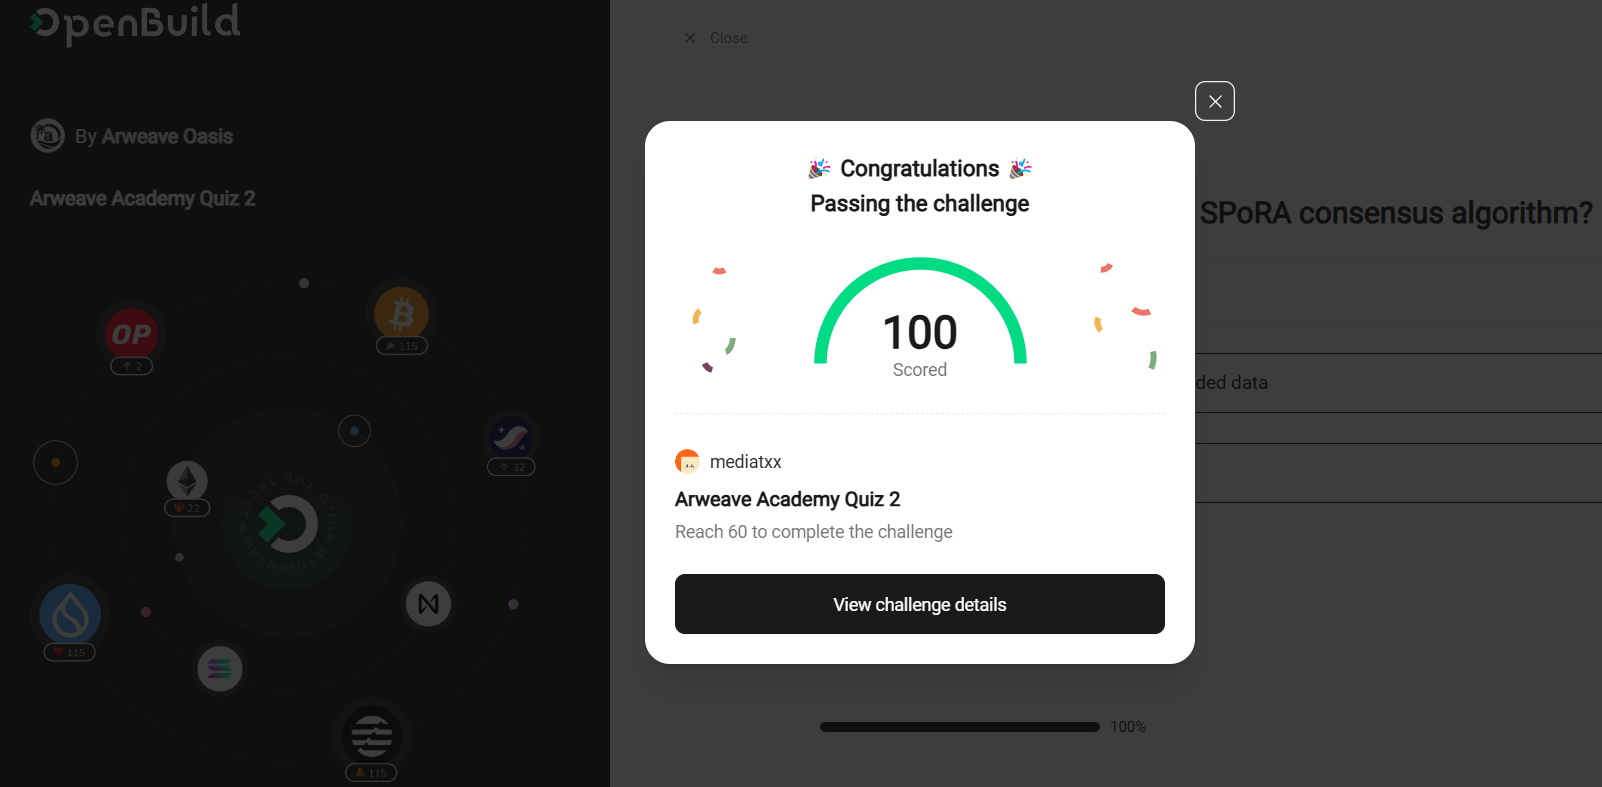 OpenBuild
By Arweave Oasis
Arweave Academy Quiz 2
OP
2
115
32
22
BUILD THE TRUST
OPENBUILD
115
115
Close
SPoRA consensus algorithm?
ded data
100%
🎉 Congratulations 🎉
Passing the challenge
100
Scored
mediatxx
Arweave Academy Quiz 2
Reach 60 to complete the challenge
View challenge details